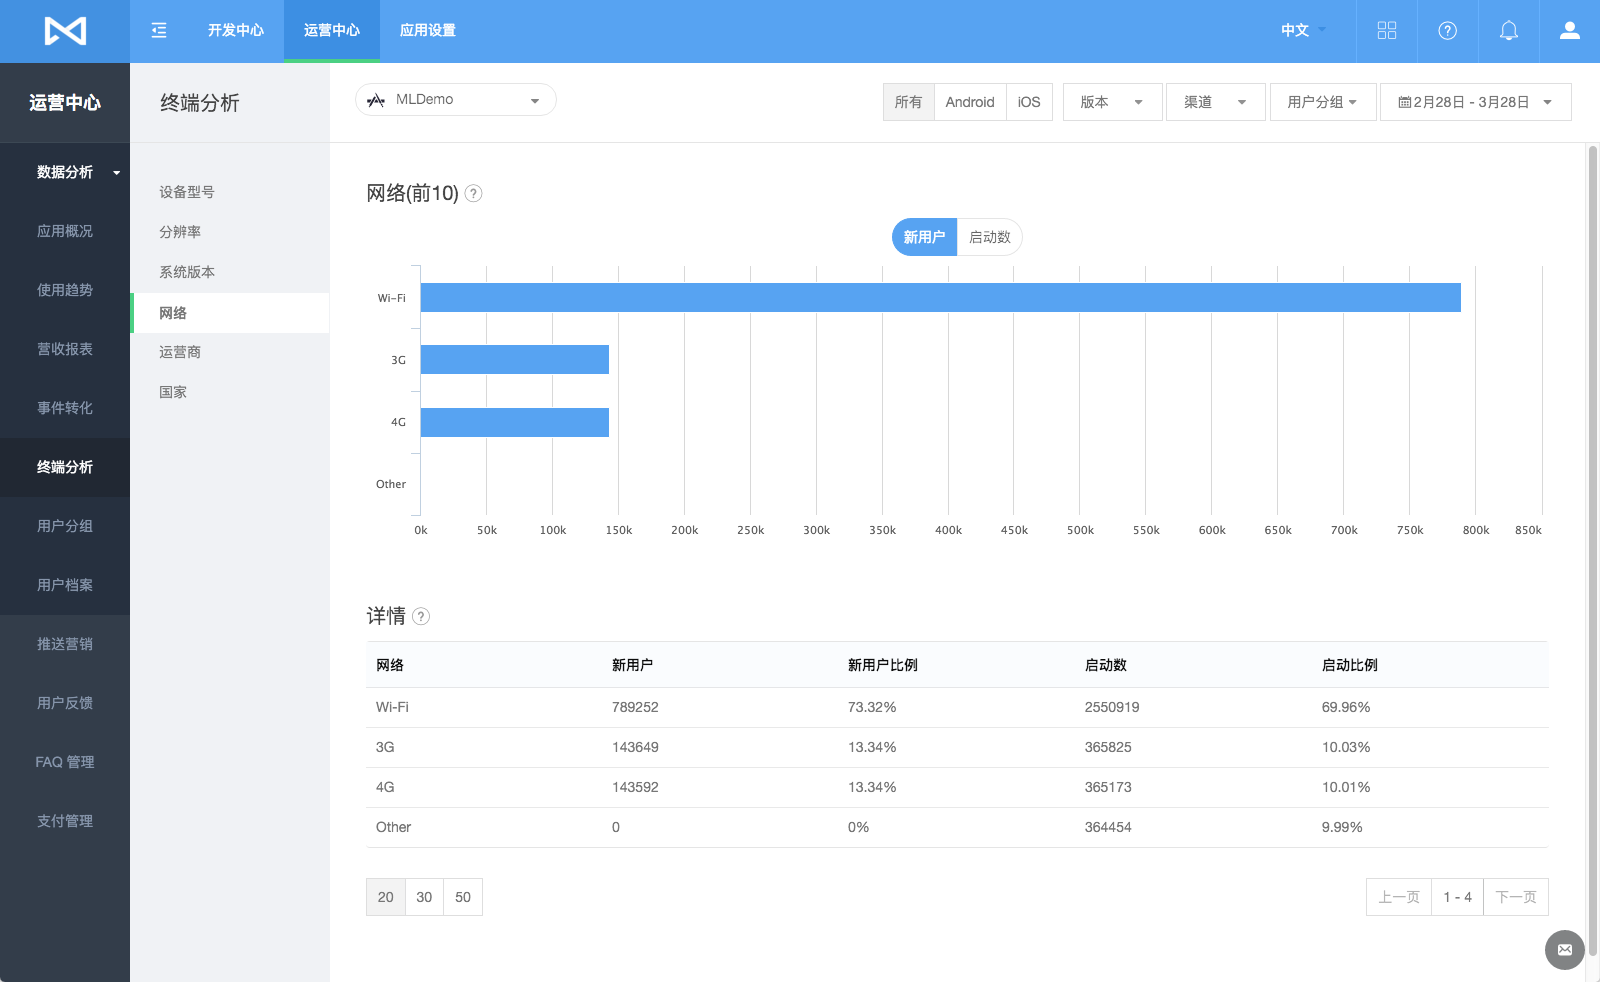 开发中心 运营中心 应用设置 中文
运营中心
终端分析
MLDemo
所有 Android iOS 版本 渠道 用户分组 2月28日 - 3月28日
数据分析
应用概况
使用趋势
营收报表
事件转化
终端分析
用户分组
用户档案
推送营销
用户反馈
FAQ 管理
支付管理
设备型号
分辨率
系统版本
网络
运营商
国家
网络(前10) ?
新用户 启动数
Wi-Fi
3G
4G
Other
0k 50k 100k 150k 200k 250k 300k 350k 400k 450k 500k 550k 600k 650k 700k 750k 800k 850k
详情 ?
网络 新用户 新用户比例 启动数 启动比例
Wi-Fi 789252 73.32% 2550919 69.96%
3G 143649 13.34% 365825 10.03%
4G 143592 13.34% 365173 10.01%
Other 0 0% 364454 9.99%
20 30 50
上一页 1 - 4 下一页